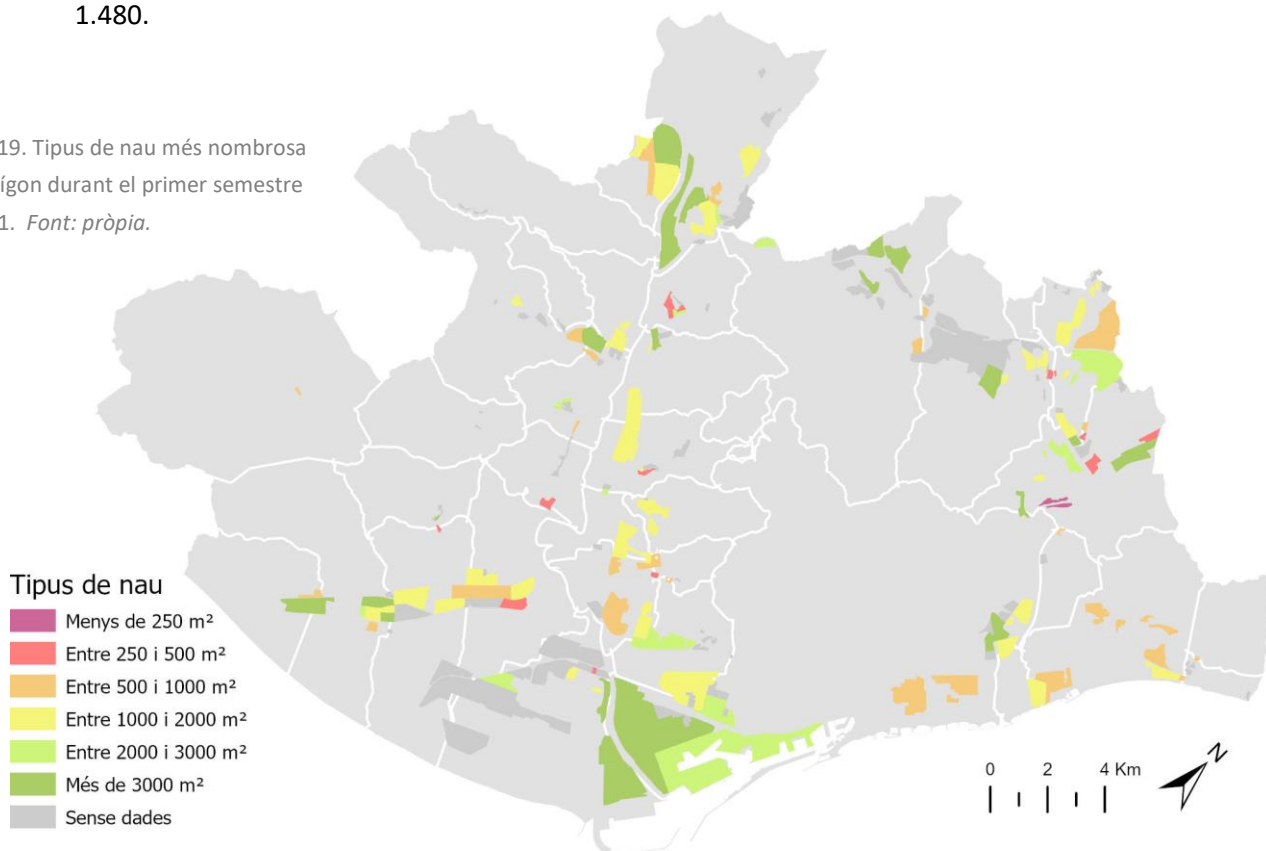 1.480.
19. Tipus de nau més nombrosa
ígon durant el primer semestre
1. Font: pròpia.
Tipus de nau
Menys de 250 m²
Entre 250 i 500 m²
Entre 500 i 1000 m²
Entre 1000 i 2000 m²
Entre 2000 i 3000 m²
Més de 3000 m²
Sense dades
0 2 4 Km
N